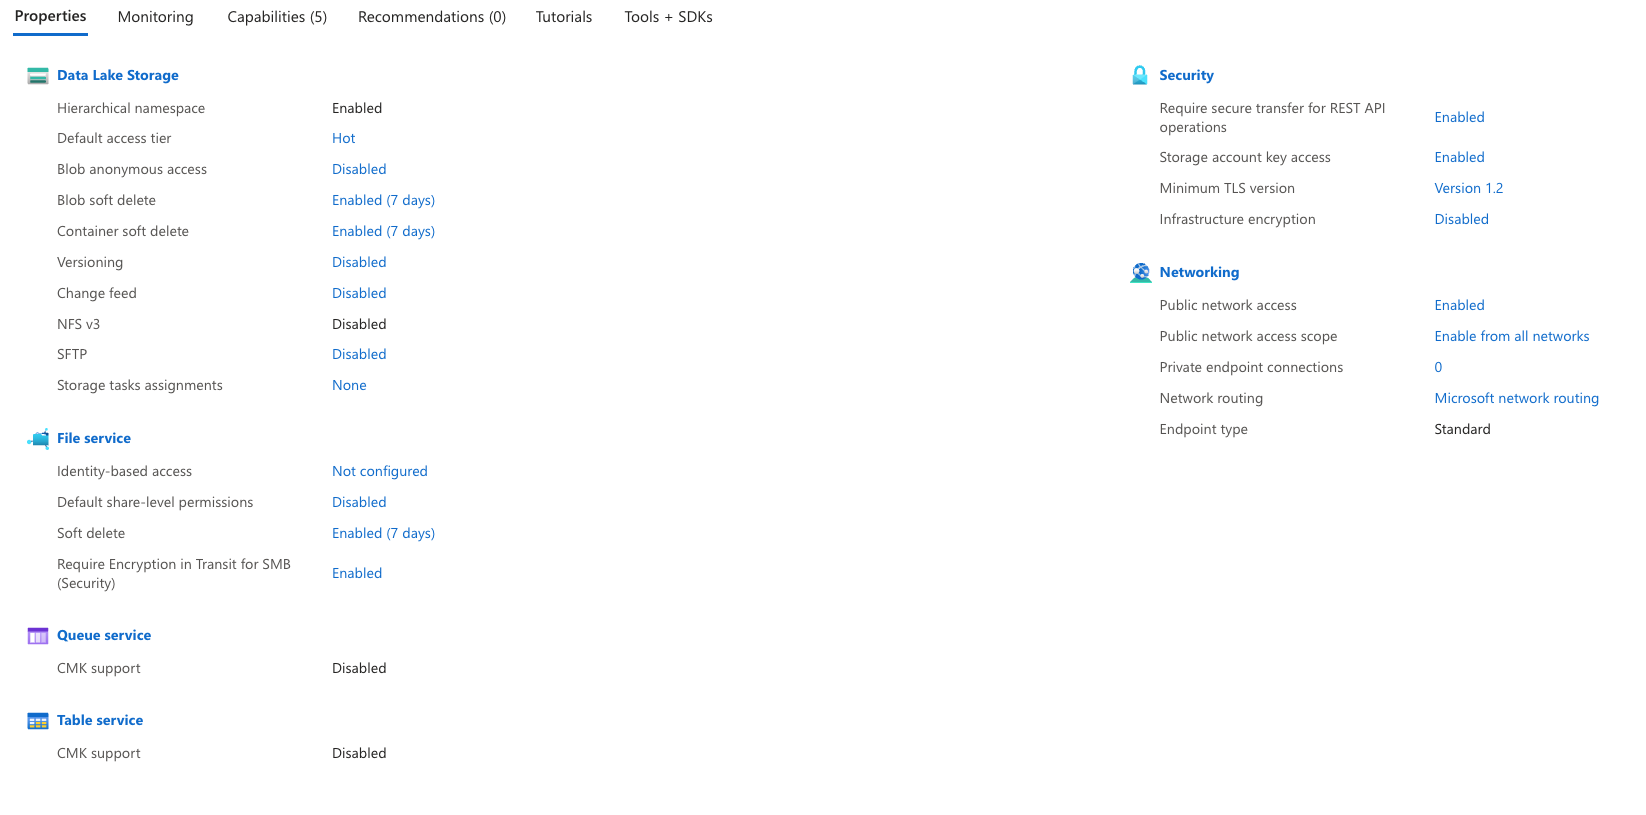 Properties Monitoring Capabilities (5) Recommendations (0) Tutorials Tools + SDKs
Data Lake Storage
Hierarchical namespace Enabled
Default access tier Hot
Blob anonymous access Disabled
Blob soft delete Enabled (7 days)
Container soft delete Enabled (7 days)
Versioning Disabled
Change feed Disabled
NFS v3 Disabled
SFTP Disabled
Storage tasks assignments None
File service
Identity-based access Not configured
Default share-level permissions Disabled
Soft delete Enabled (7 days)
Require Encryption in Transit for SMB
(Security) Enabled
Queue service
CMK support Disabled
Table service
CMK support Disabled
Security
Require secure transfer for REST API
operations Enabled
Storage account key access Enabled
Minimum TLS version Version 1.2
Infrastructure encryption Disabled
Networking
Public network access Enabled
Public network access scope Enable from all networks
Private endpoint connections 0
Network routing Microsoft network routing
Endpoint type Standard